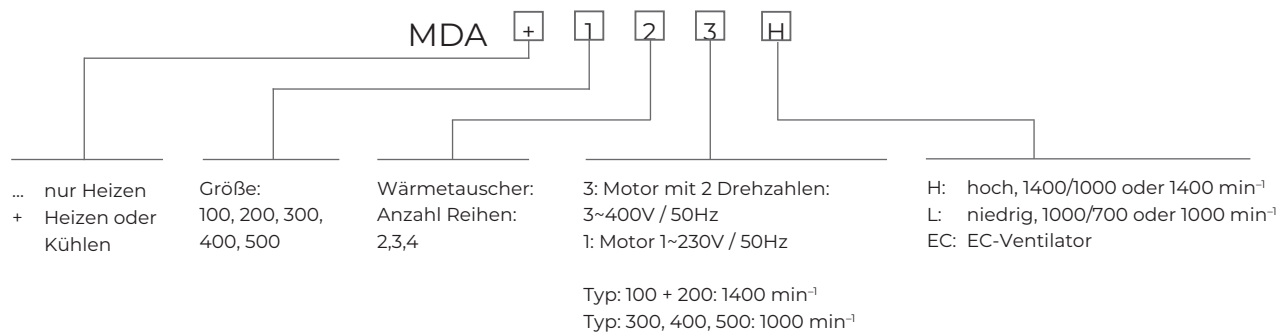 MDA + 1 2 3 H
... nur Heizen
+ Heizen oder
Kühlen
Größe:
100, 200, 300,
400, 500
Wärmetauscher:
Anzahl Reihen:
2,3,4
3: Motor mit 2 Drehzahlen:
3~400V / 50Hz
1: Motor 1~230V / 50Hz
Typ: 100 + 200: 1400 min⁻¹
Typ: 300, 400, 500: 1000 min⁻¹
H: hoch, 1400/1000 oder 1400 min⁻¹
L: niedrig, 1000/700 oder 1000 min⁻¹
EC: EC-Ventilator